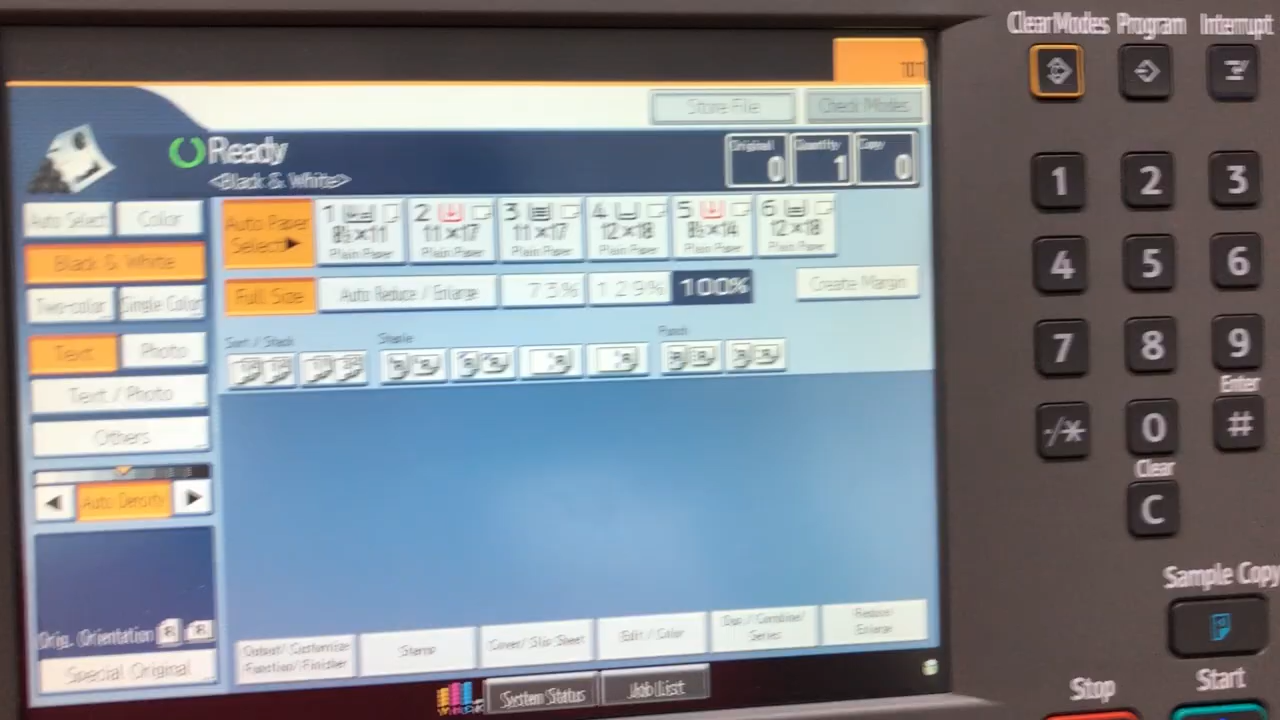 Clear Modes Program Interrupt
Store File Check Modes
Ready
<Black & White>
Original 0
Quantity 1
Copy 0
Auto Select Color
Black & White
Two-color Single Color
Text Photo
Text / Photo
Others
Auto Density
Orig. Orientation
Special Original
Auto Paper
Select▶
1
8½×11
Plain Paper
2
11×17
Plain Paper
3
11×17
Plain Paper
4
12×18
Plain Paper
5
8½×14
Plain Paper
6
12×18
Plain Paper
Full Size Auto Reduce / Enlarge 73% 129% 100% Create Margin
Sort / Stack Staple Punch
Output/ Customize
Function/ Finisher
Stamp
Cover/ Slip Sheet
Edit / Color
Dup./ Combine/
Series
Reduce/
Enlarge
System Status Job List
1 2 3
4 5 6
7 8 9
Enter
./* 0 #
Clear
C
Sample Copy
Stop Start